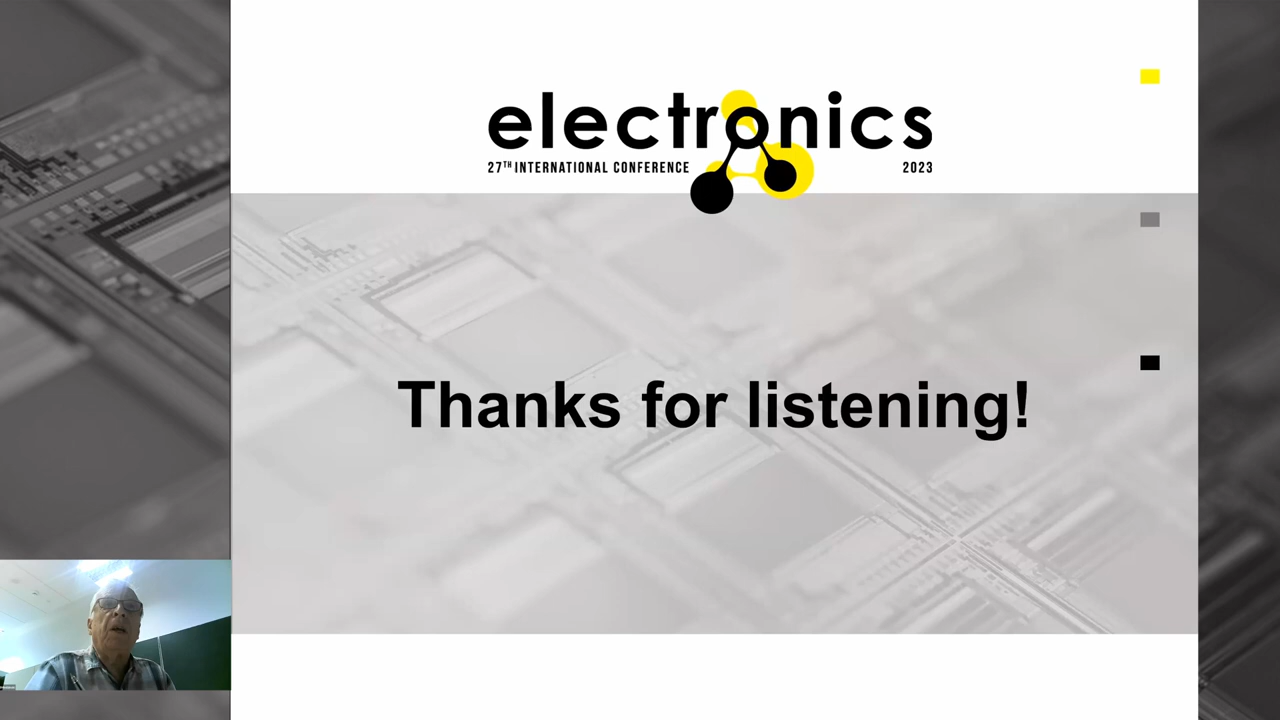 electronics
27TH INTERNATIONAL CONFERENCE 2023
Thanks for listening!